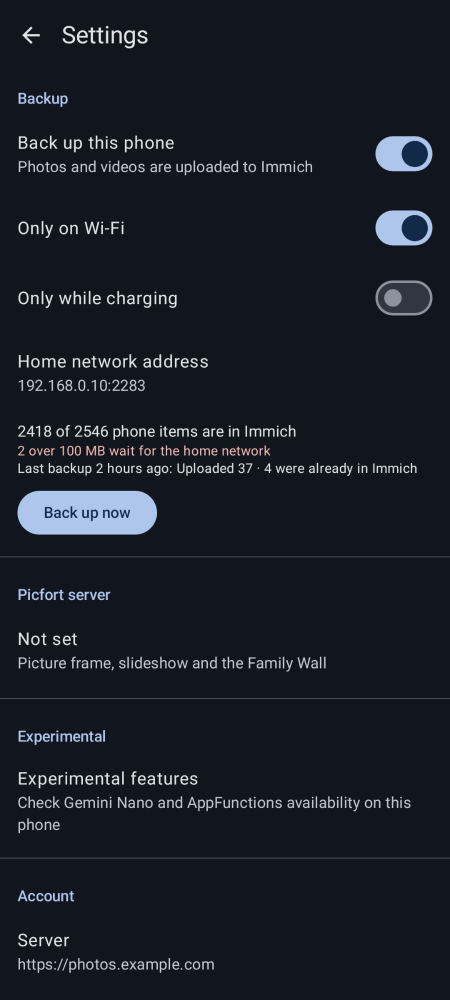 Settings
Backup
Back up this phone
Photos and videos are uploaded to Immich
Only on Wi-Fi
Only while charging
Home network address
192.168.0.10:2283
2418 of 2546 phone items are in Immich
2 over 100 MB wait for the home network
Last backup 2 hours ago: Uploaded 37 · 4 were already in Immich
Back up now
Picfort server
Not set
Picture frame, slideshow and the Family Wall
Experimental
Experimental features
Check Gemini Nano and AppFunctions availability on this
phone
Account
Server
https://photos.example.com